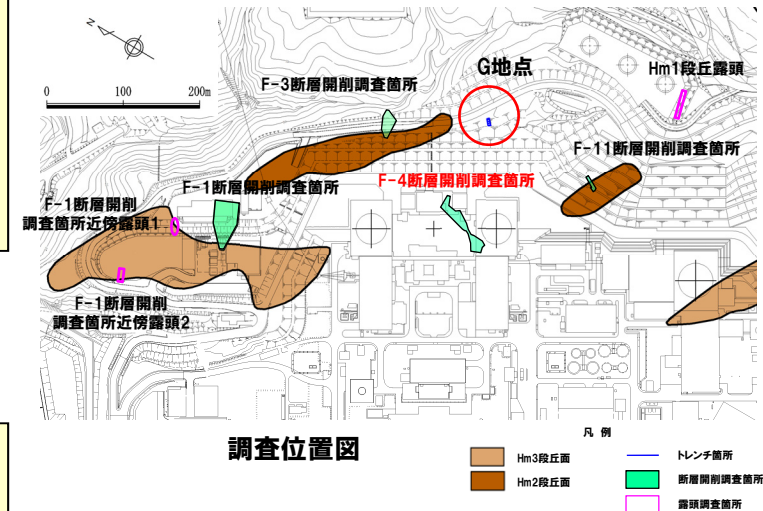 N
0 100 200m
F-3断層開削調査箇所
G地点
Hm1段丘露頭
F-11断層開削調査箇所
F-1断層開削調査箇所
F-4断層開削調査箇所
F-1断層開削
調査箇所近傍露頭1
F-1断層開削
調査箇所近傍露頭2
調査位置図
凡 例
Hm3段丘面
Hm2段丘面
トレンチ箇所
断層開削調査箇所
露頭調査箇所